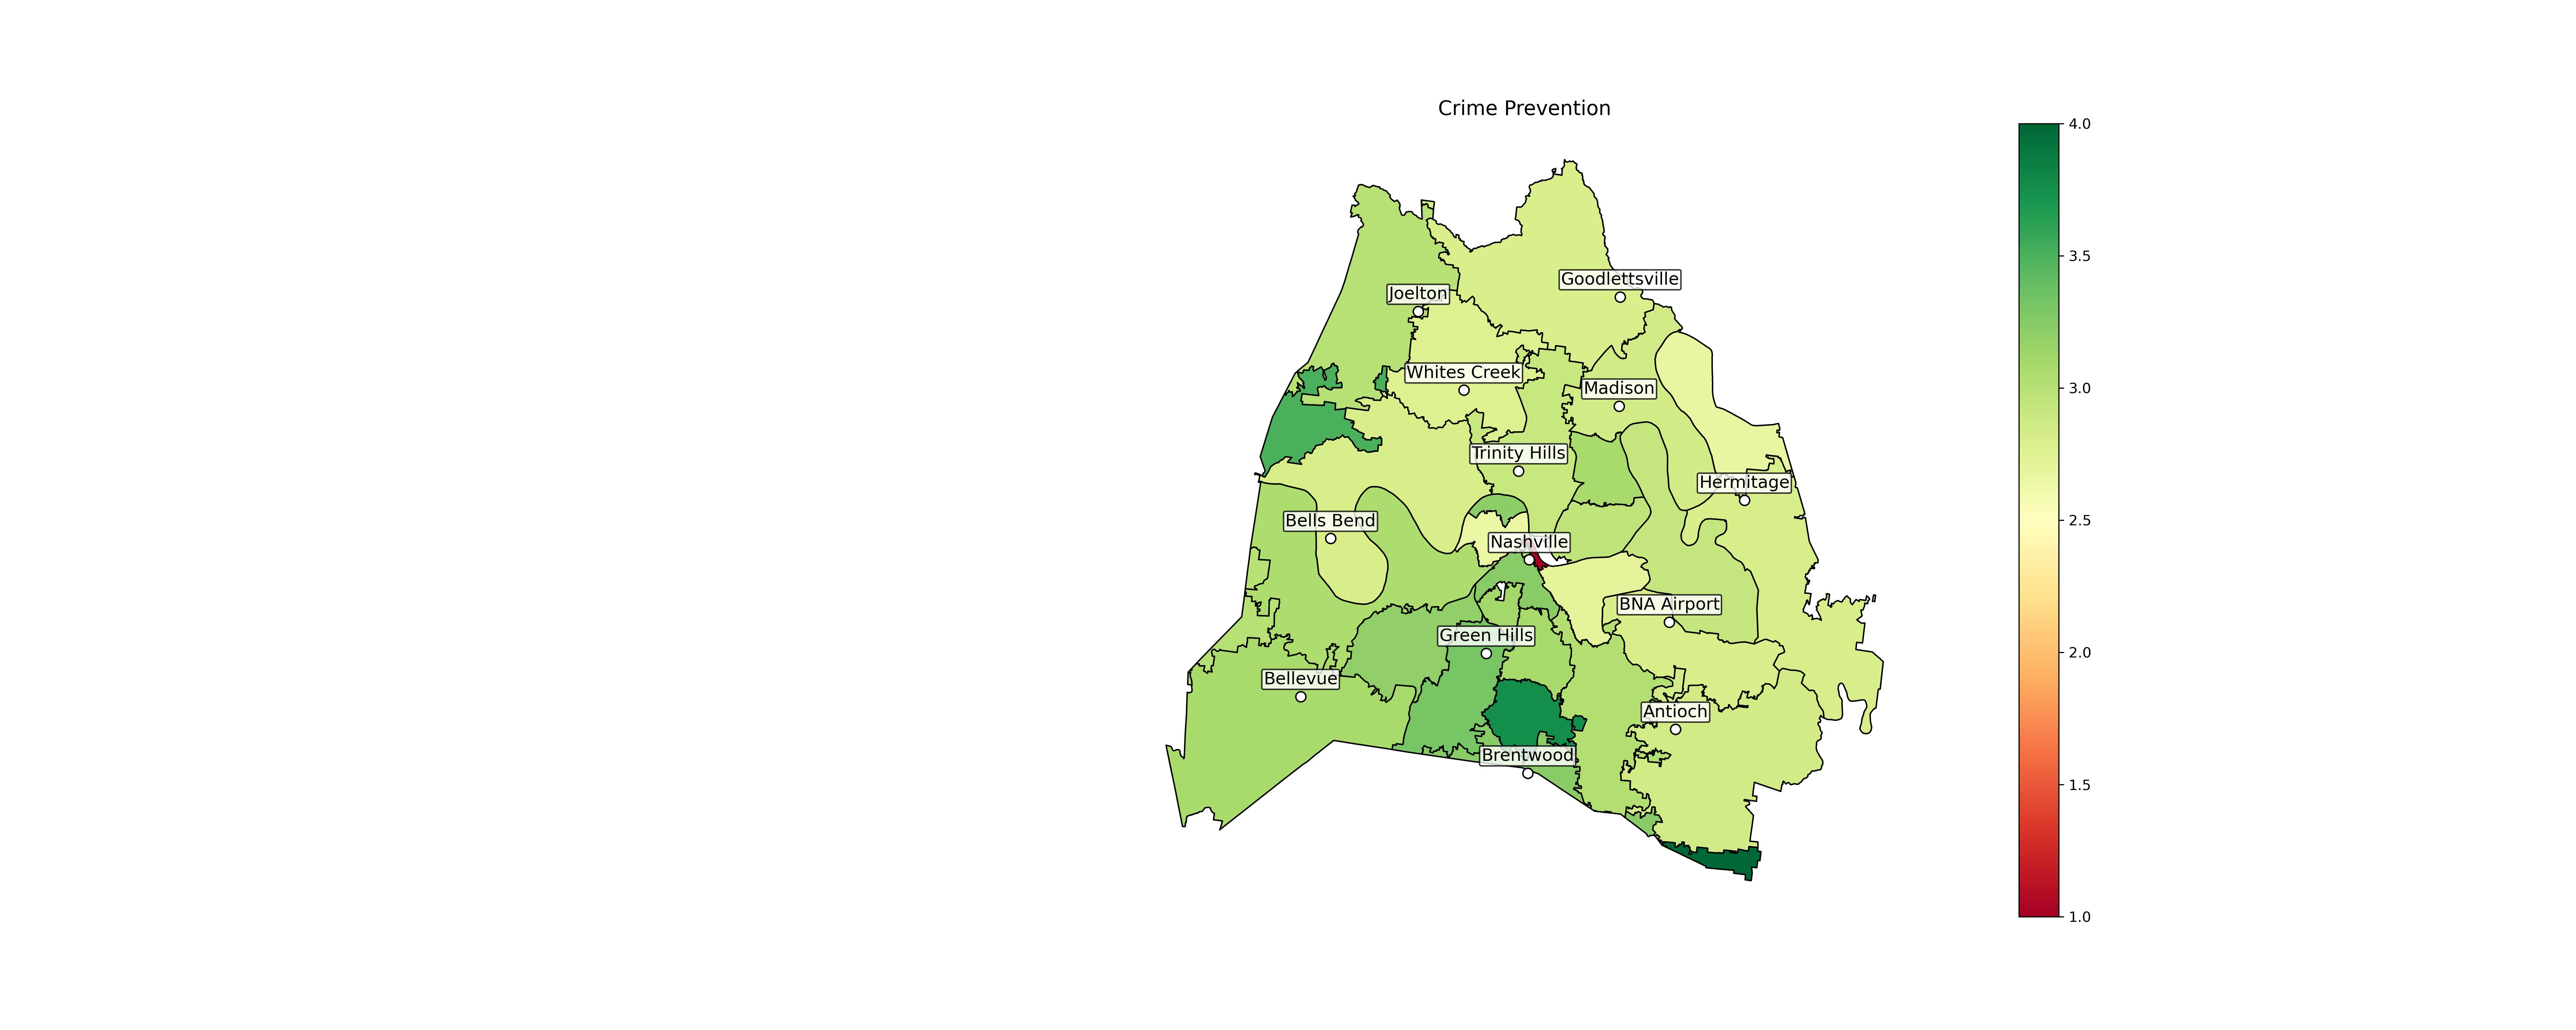 Crime Prevention
4.0
Goodlettsville
3.5
Joelton
Whites Creek
3.0
Madison
Trinity Hills
Hermitage
Bells Bend
2.5
Nashville
BNA Airport
Green Hills
2.0
Bellevue
Antioch
Brentwood
1.5
1.0